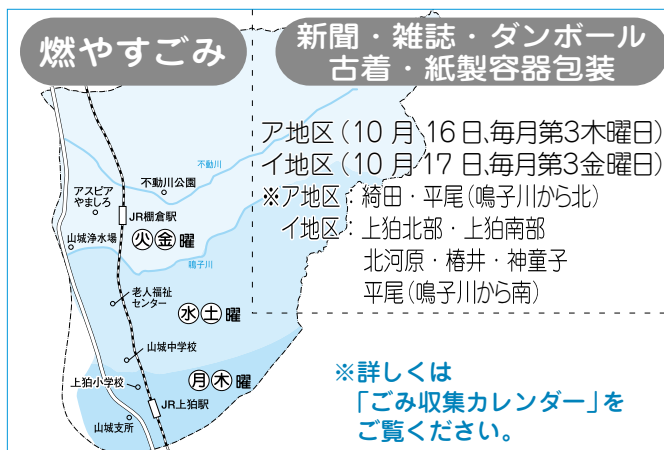 燃やすごみ
新聞・雑誌・ダンボール
古着・紙製容器包装
ア地区(10月16日、毎月第3木曜日)
イ地区(10月17日、毎月第3金曜日)
※ア地区:綺田・平尾(鳴子川から北)
イ地区:上狛北部・上狛南部
北河原・椿井・神童子
平尾(鳴子川から南)
不動川
不動川公園
アスピア
やましろ
JR棚倉駅
山城浄水場
火金曜
鳴子川
老人福祉
センター
水土曜
山城中学校
上狛小学校
月木曜
JR上狛駅
山城支所
※詳しくは
「ごみ収集カレンダー」を
ご覧ください。